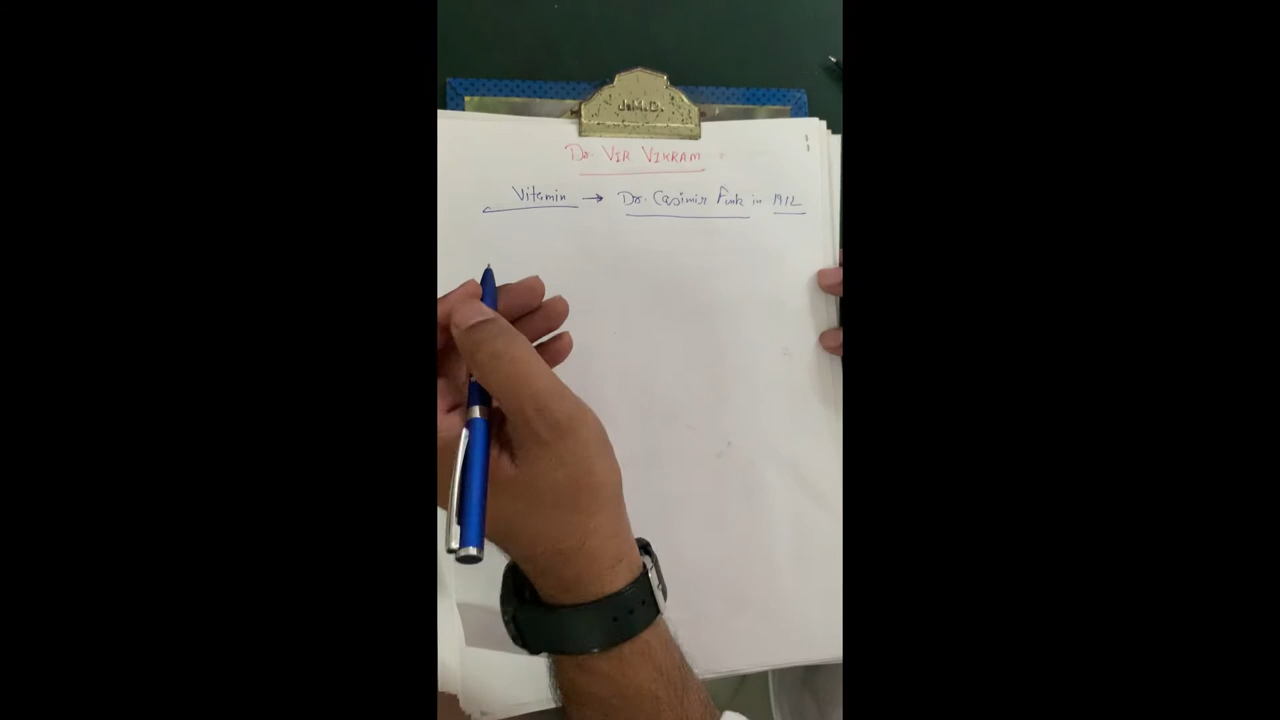 J.M.D.
Dr. VIR VIKRAM
Vitamin → Dr. Casimir Funk in 1912